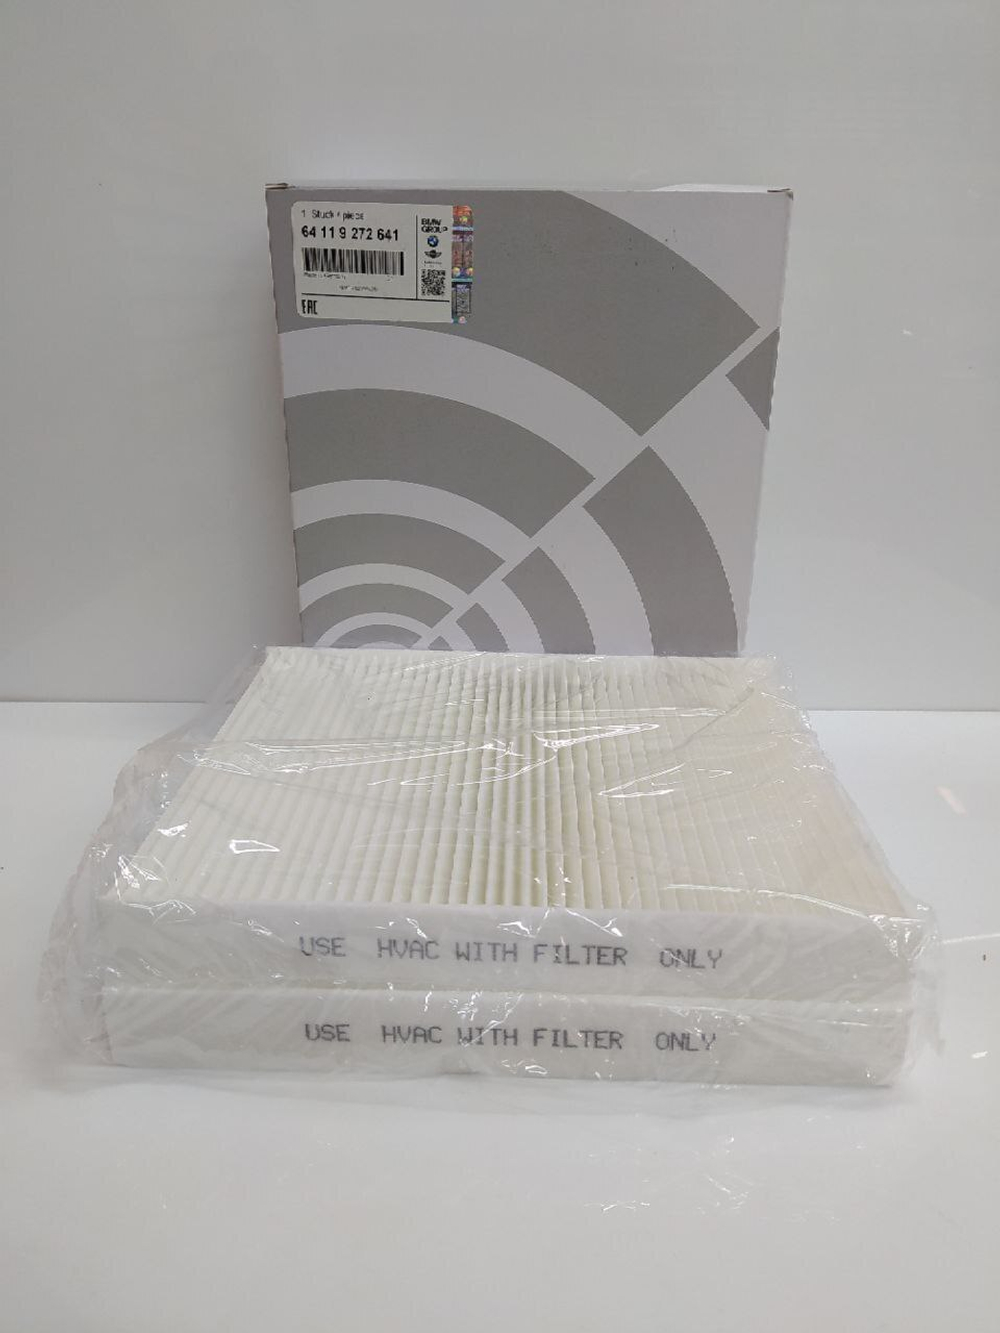 1 Stück / piece
64 11 9 272 641
BMW
GROUP
EAC
USE HVAC WITH FILTER ONLY
USE HVAC WITH FILTER ONLY